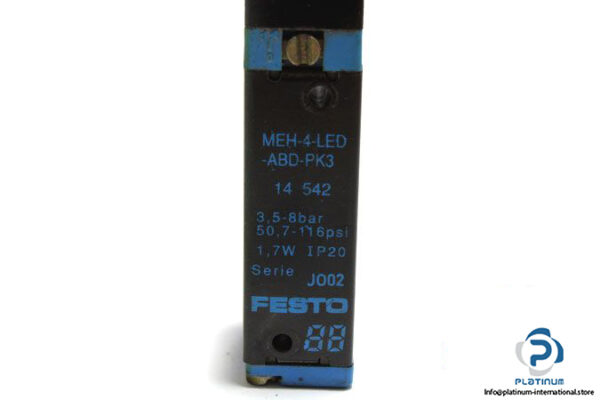 MEH-4-LED
-ABD-PK3
14 542
3,5-8bar
50,7-116psi
1,7W IP20
Serie J002
FESTO
88
PLATINUM
info@platinum-international.store